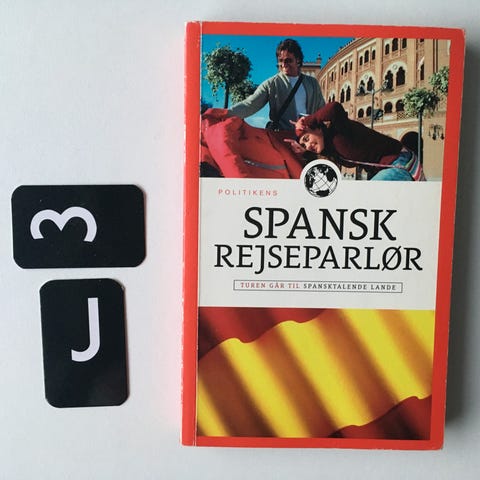 3
J
POLITIKENS
SPANSK
REJSEPARLØR
TUREN GÅR TIL SPANSKTALENDE LANDE